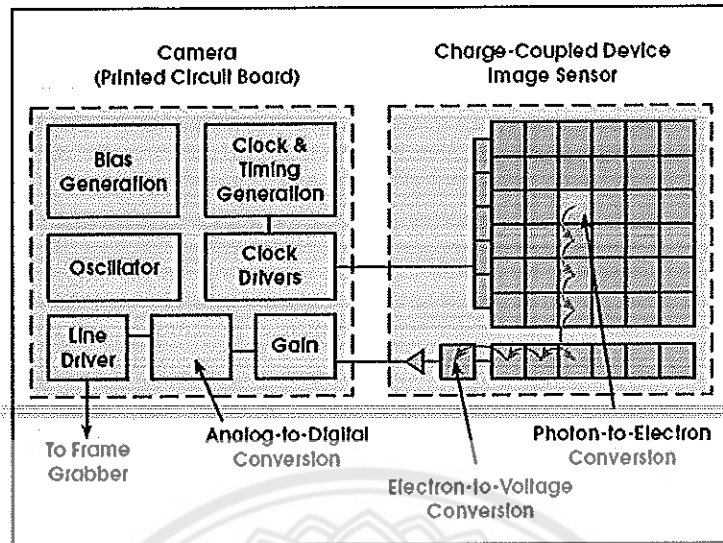 Camera
(Printed Circuit Board)
Charge-Coupled Device
Image Sensor
Bias
Generation
Clock &
Timing
Generation
Oscillator
Clock
Drivers
Line
Driver
Gain
To Frame
Grabber
Analog-to-Digital
Conversion
Photon-to-Electron
Conversion
Electron-to-Voltage
Conversion